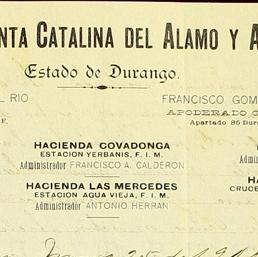 NTA CATALINA DEL ALAMO Y A
Estado de Durango.
L RIO
FRANCISCO GOM
APODERADO G
F.
Apartado 85 Dur
HACIENDA COVADONGA
ESTACION YERBANIS, F. I. M.
Administrador FRANCISCO A. CALDERON
HACIENDA LAS MERCEDES
ESTACION AGUA VIEJA, F. I. M.
Administrador ANTONIO HERRAN
HA
CRUCE